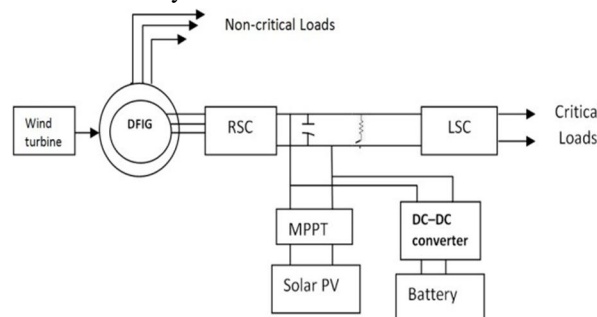 Non-critical Loads
Wind
turbine
DFIG
RSC
LSC
Critica
Loads
MPPT
DC–DC
converter
Solar PV
Battery